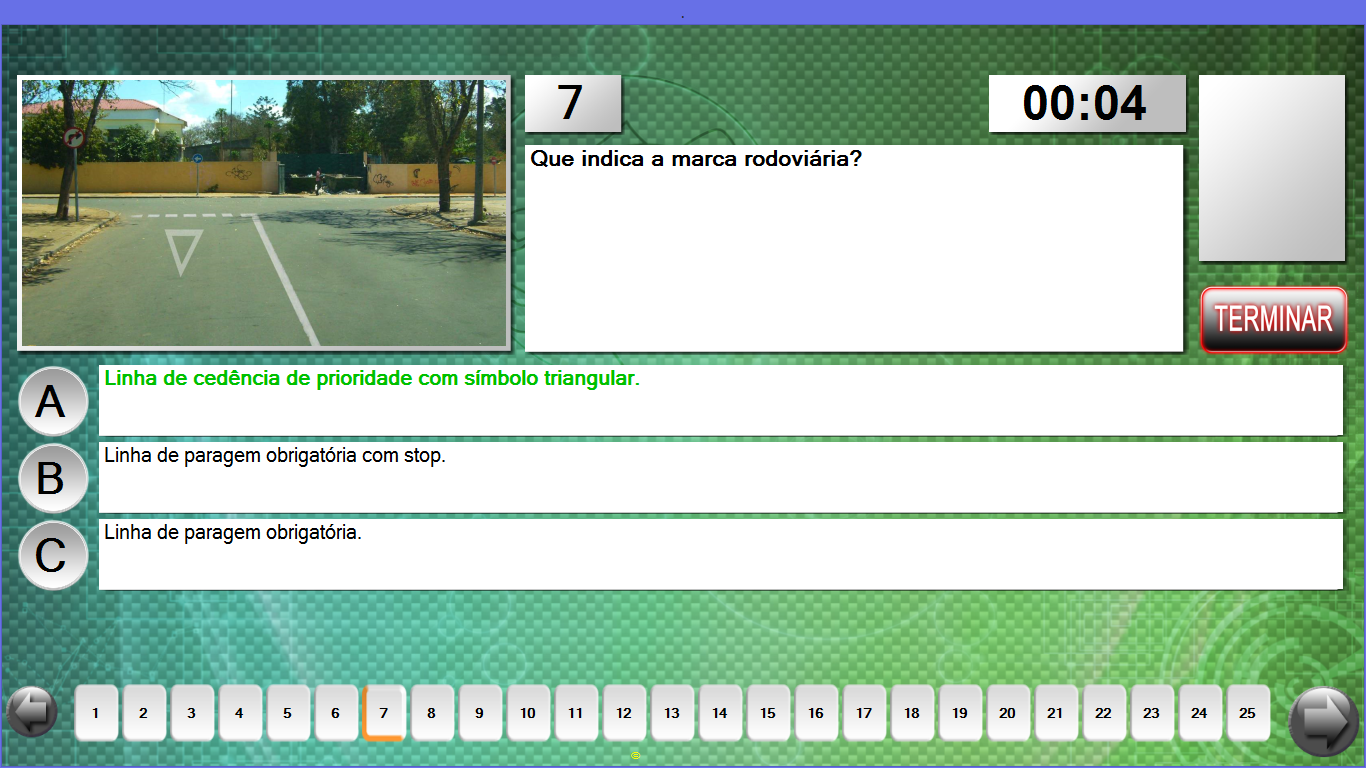 7
00:04
Que indica a marca rodoviária?
TERMINAR
A
Linha de cedência de prioridade com símbolo triangular.
B
Linha de paragem obrigatória com stop.
C
Linha de paragem obrigatória.
1 2 3 4 5 6 7 8 9 10 11 12 13 14 15 16 17 18 19 20 21 22 23 24 25
©